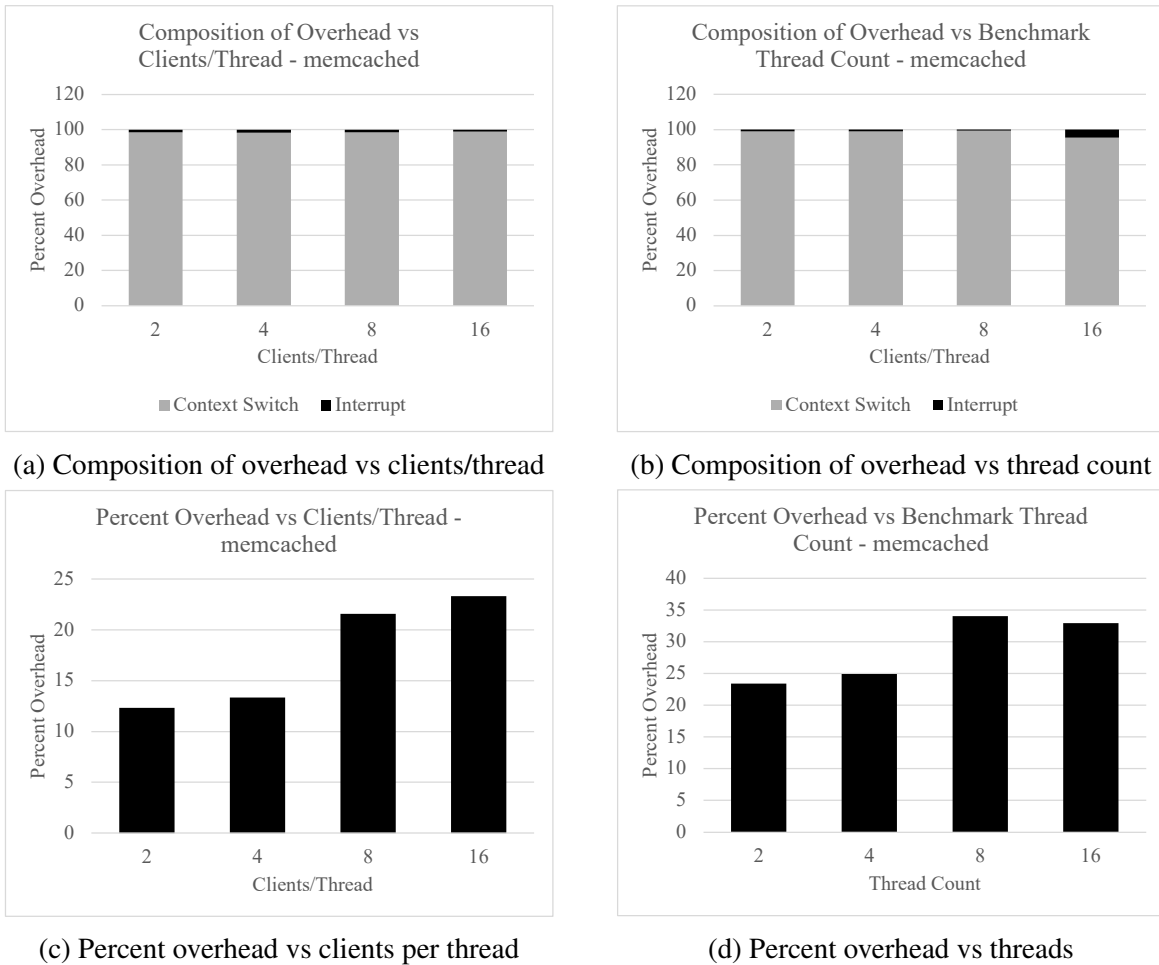 Composition of Overhead vs
Clients/Thread - memcached
Percent Overhead
120
100
80
60
40
20
0
2 4 8 16
Clients/Thread
Context Switch Interrupt
(a) Composition of overhead vs clients/thread
Composition of Overhead vs Benchmark
Thread Count - memcached
Percent Overhead
120
100
80
60
40
20
0
2 4 8 16
Clients/Thread
Context Switch Interrupt
(b) Composition of overhead vs thread count
Percent Overhead vs Clients/Thread -
memcached
Percent Overhead
25
20
15
10
5
0
2 4 8 16
Clients/Thread
(c) Percent overhead vs clients per thread
Percent Overhead vs Benchmark Thread
Count - memcached
Percent Overhead
40
35
30
25
20
15
10
5
0
2 4 8 16
Thread Count
(d) Percent overhead vs threads